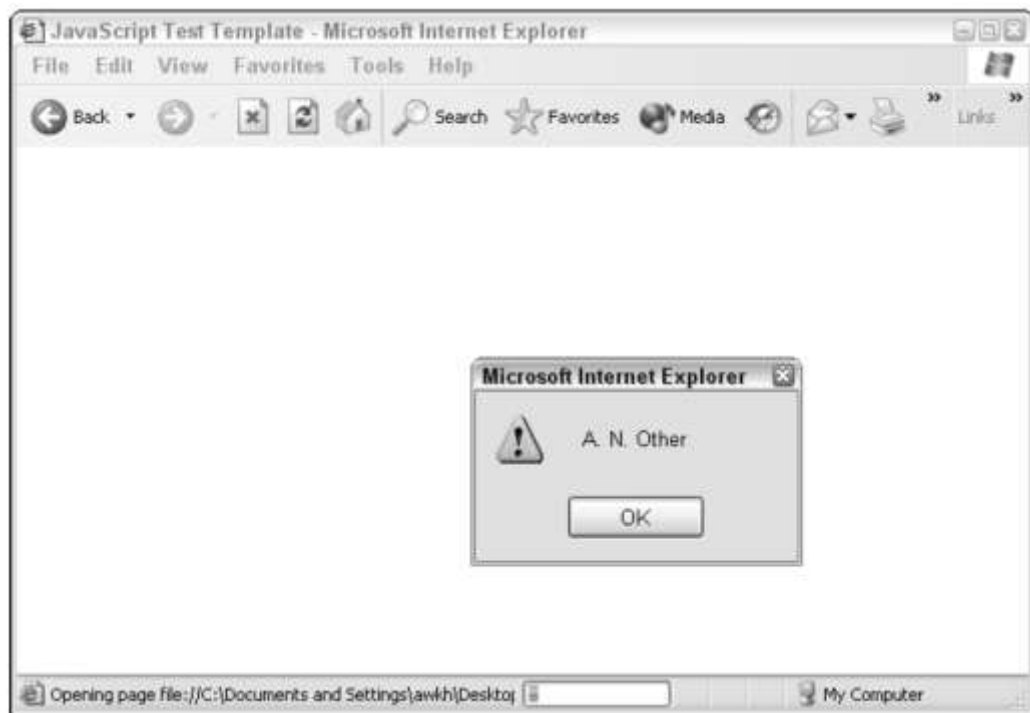 JavaScript Test Template - Microsoft Internet Explorer
File Edit View Favorites Tools Help
Back Search Favorites Media » Links »
Microsoft Internet Explorer
A. N. Other
OK
Opening page file://C:\Documents and Settings\awkh\Desktop My Computer